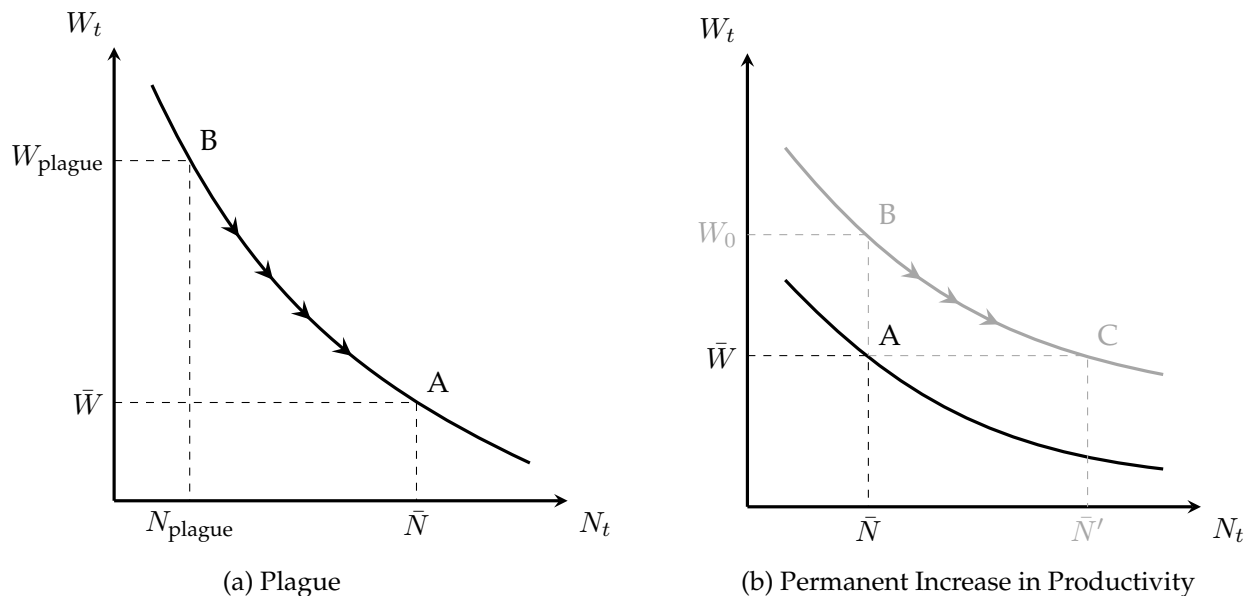 W_t
B
W_plague
A
W̄
N_plague
N̄
N_t
(a) Plague
W_t
B
W_0
A
C
W̄
N̄
N̄′
N_t
(b) Permanent Increase in Productivity